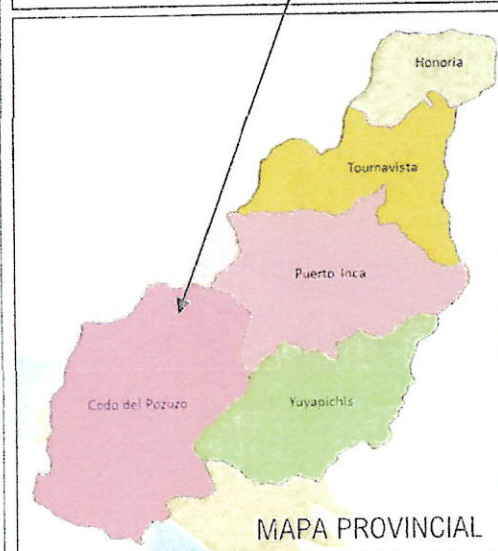 Honoria
Tournavista
Puerto Inca
Codo del Pozuzo
Yuyapichis
MAPA PROVINCIAL